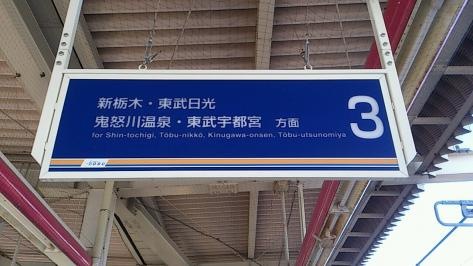 新栃木・東武日光
鬼怒川温泉・東武宇都宮 方面
for Shin-tochigi, Tōbu-nikkō, Kinugawa-onsen, Tōbu-utsunomiya
3